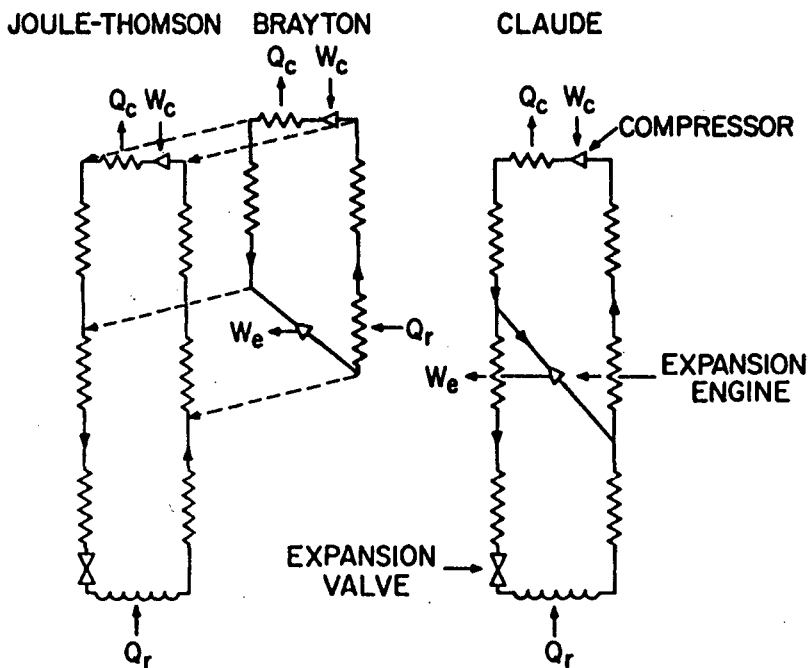 JOULE-THOMSON
BRAYTON
CLAUDE
Qc
Wc
Qc
Wc
Qc
Wc
COMPRESSOR
We
Qr
We
EXPANSION
ENGINE
EXPANSION
VALVE
Qr
Qr